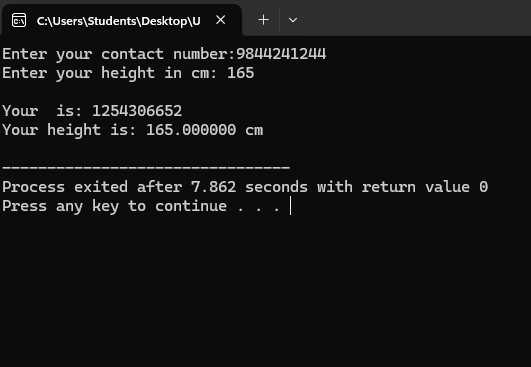 C:\Users\Students\Desktop\U
Enter your contact number:9844241244
Enter your height in cm: 165
Your  is: 1254306652
Your height is: 165.000000 cm
--------------------------------
Process exited after 7.862 seconds with return value 0
Press any key to continue . . .